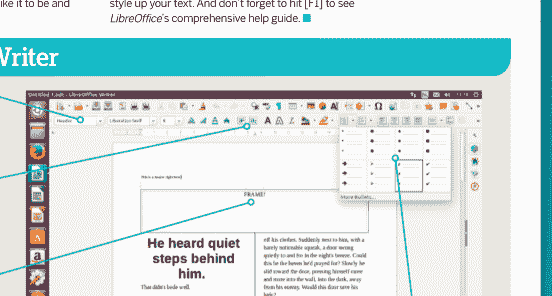 like it to be and
style up your text. And don't forget to hit [F1] to see
LibreOffice's comprehensive help guide.
Writer
Header
Liberation Serif
FRAME!
He heard quiet
steps behind
him.
That didn't bode well.
off his clothes. Suddenly next to him, with a
barely noticeable squeak, a door swung
quietly to and fro in the night's breeze. Could
this be the haven he'd prayed for? Slowly he
slid toward the door, pressing himself more
and more into the wall, into the dark, away
from his enemy. Would this door save his
hide?
More Bullets...